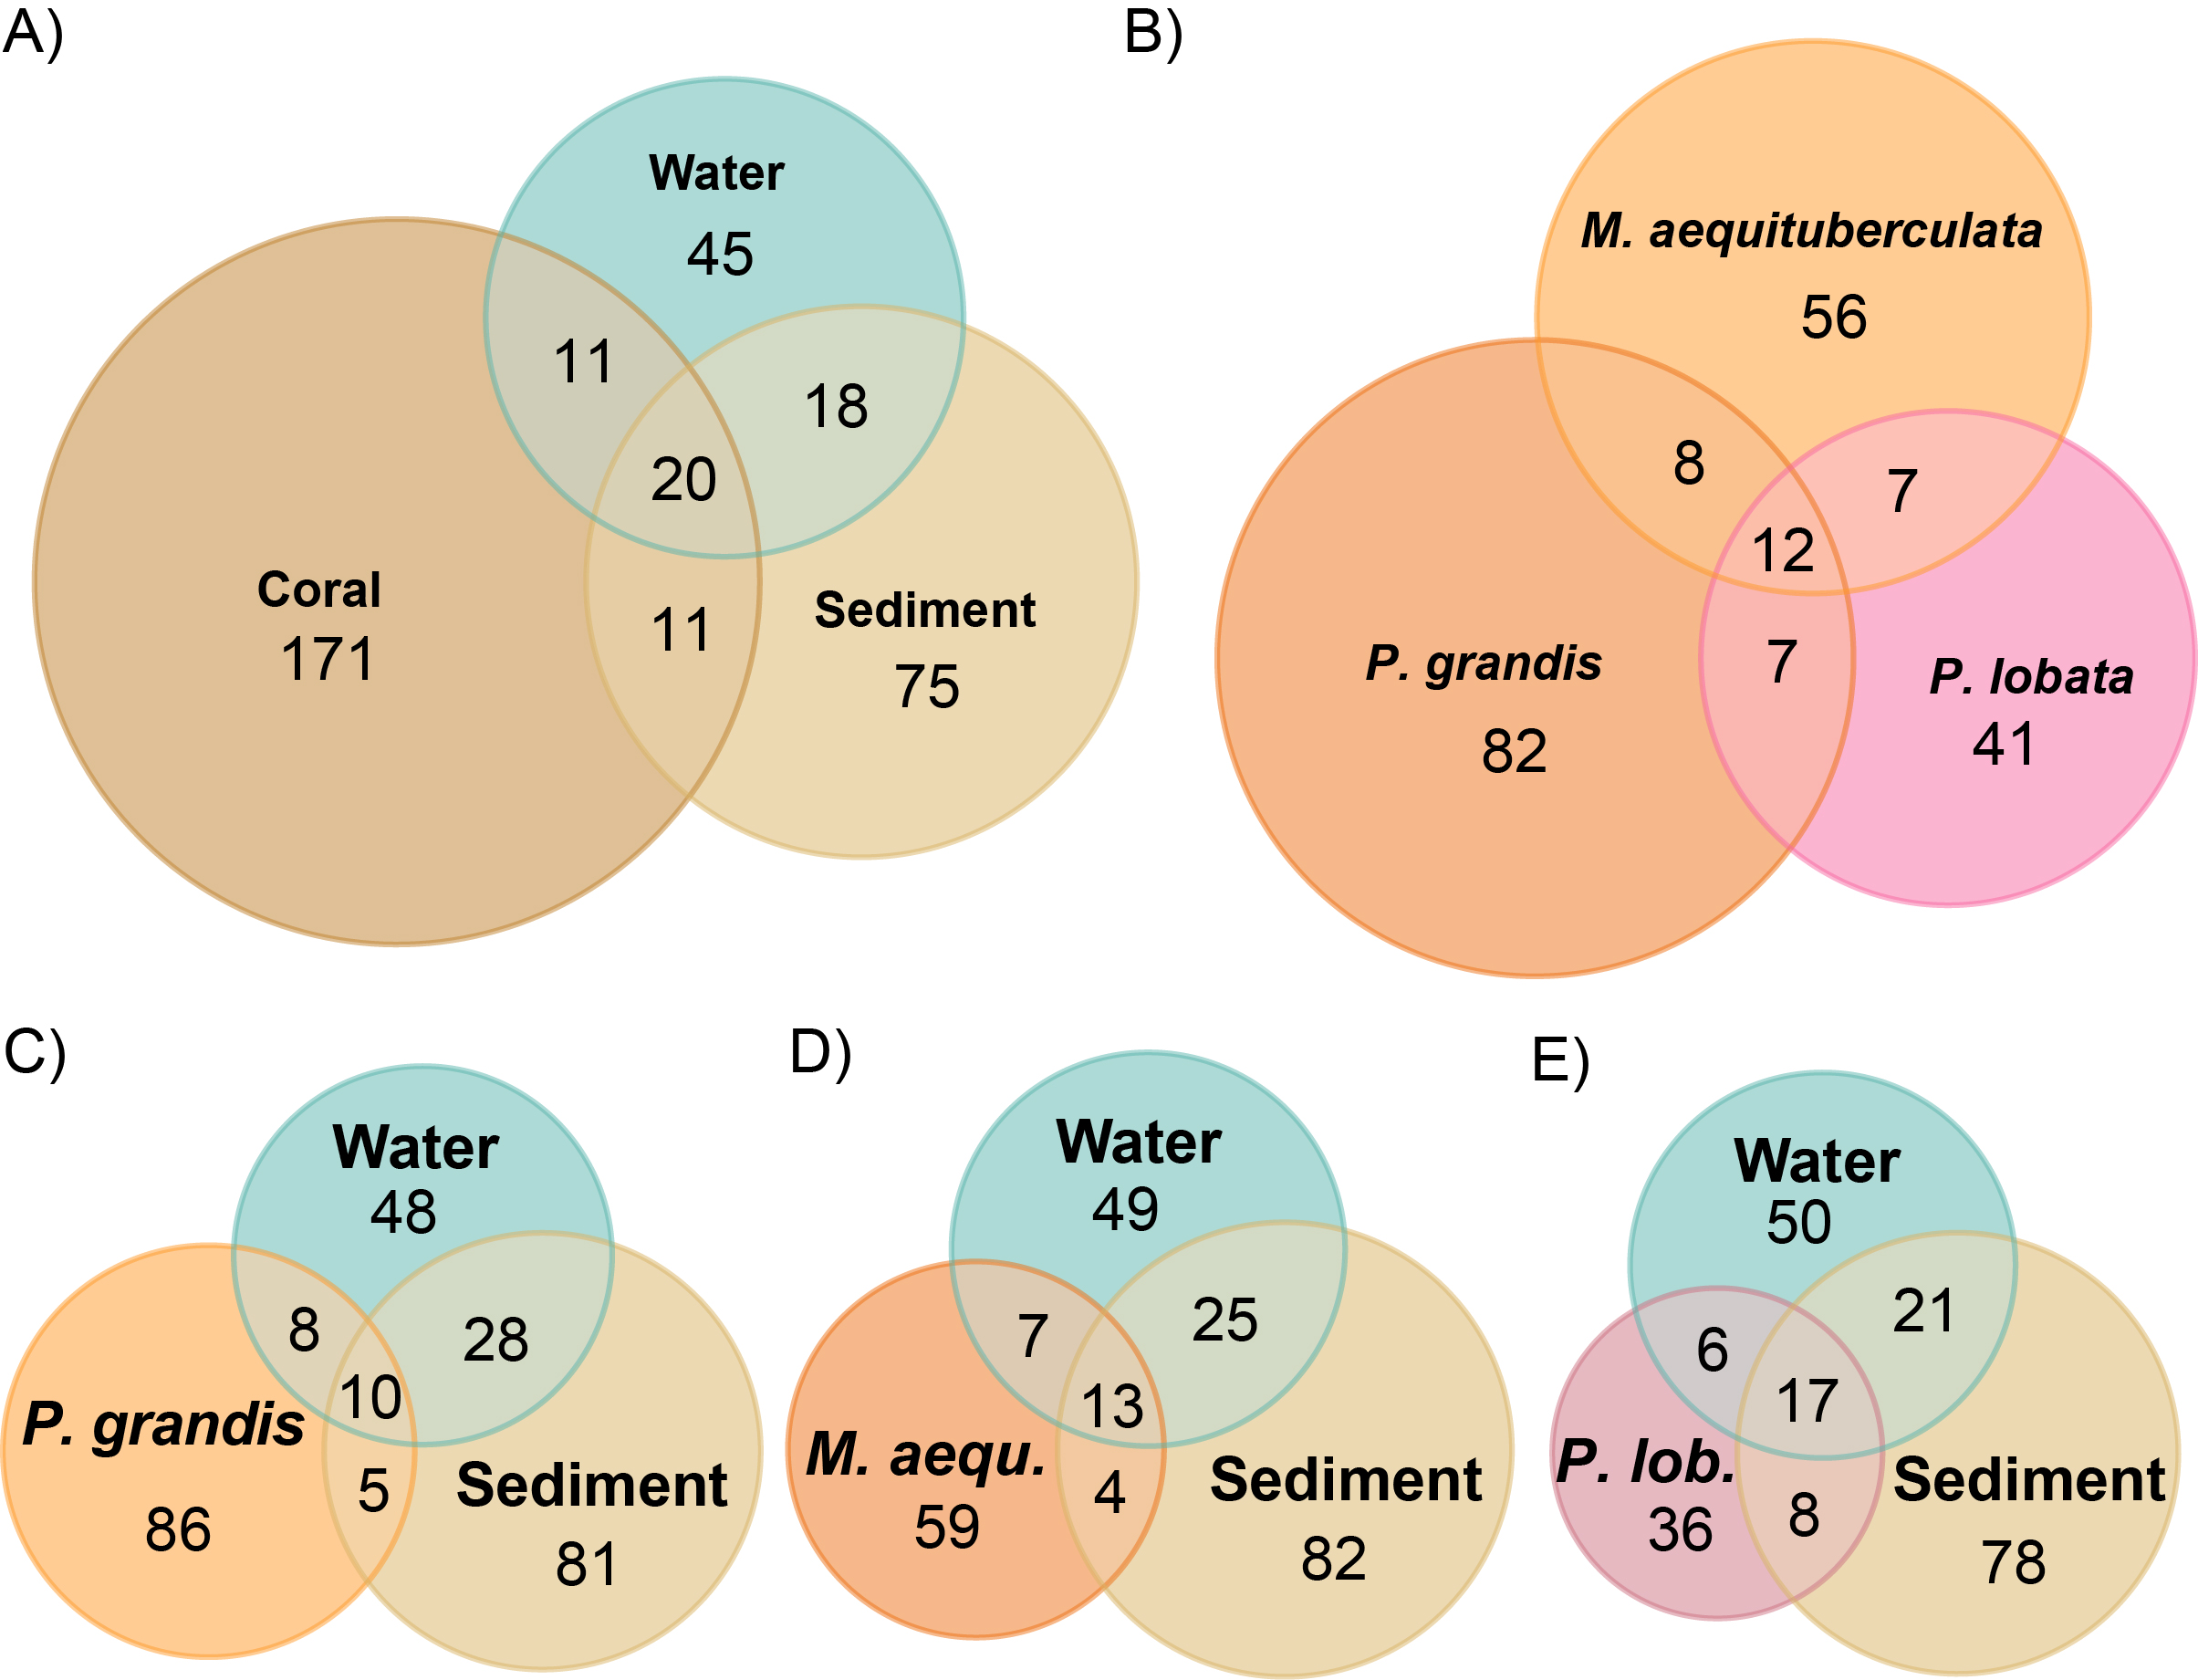 A)
Water
45
11
18
20
Coral
171
11
Sediment
75
B)
M. aequituberculata
56
8
7
12
P. grandis
82
7
P. lobata
41
C)
Water
48
8
28
10
P. grandis
86
5
Sediment
81
D)
Water
49
7
25
13
M. aequ.
59
4
Sediment
82
E)
Water
50
6
21
17
P. lob.
36
8
Sediment
78